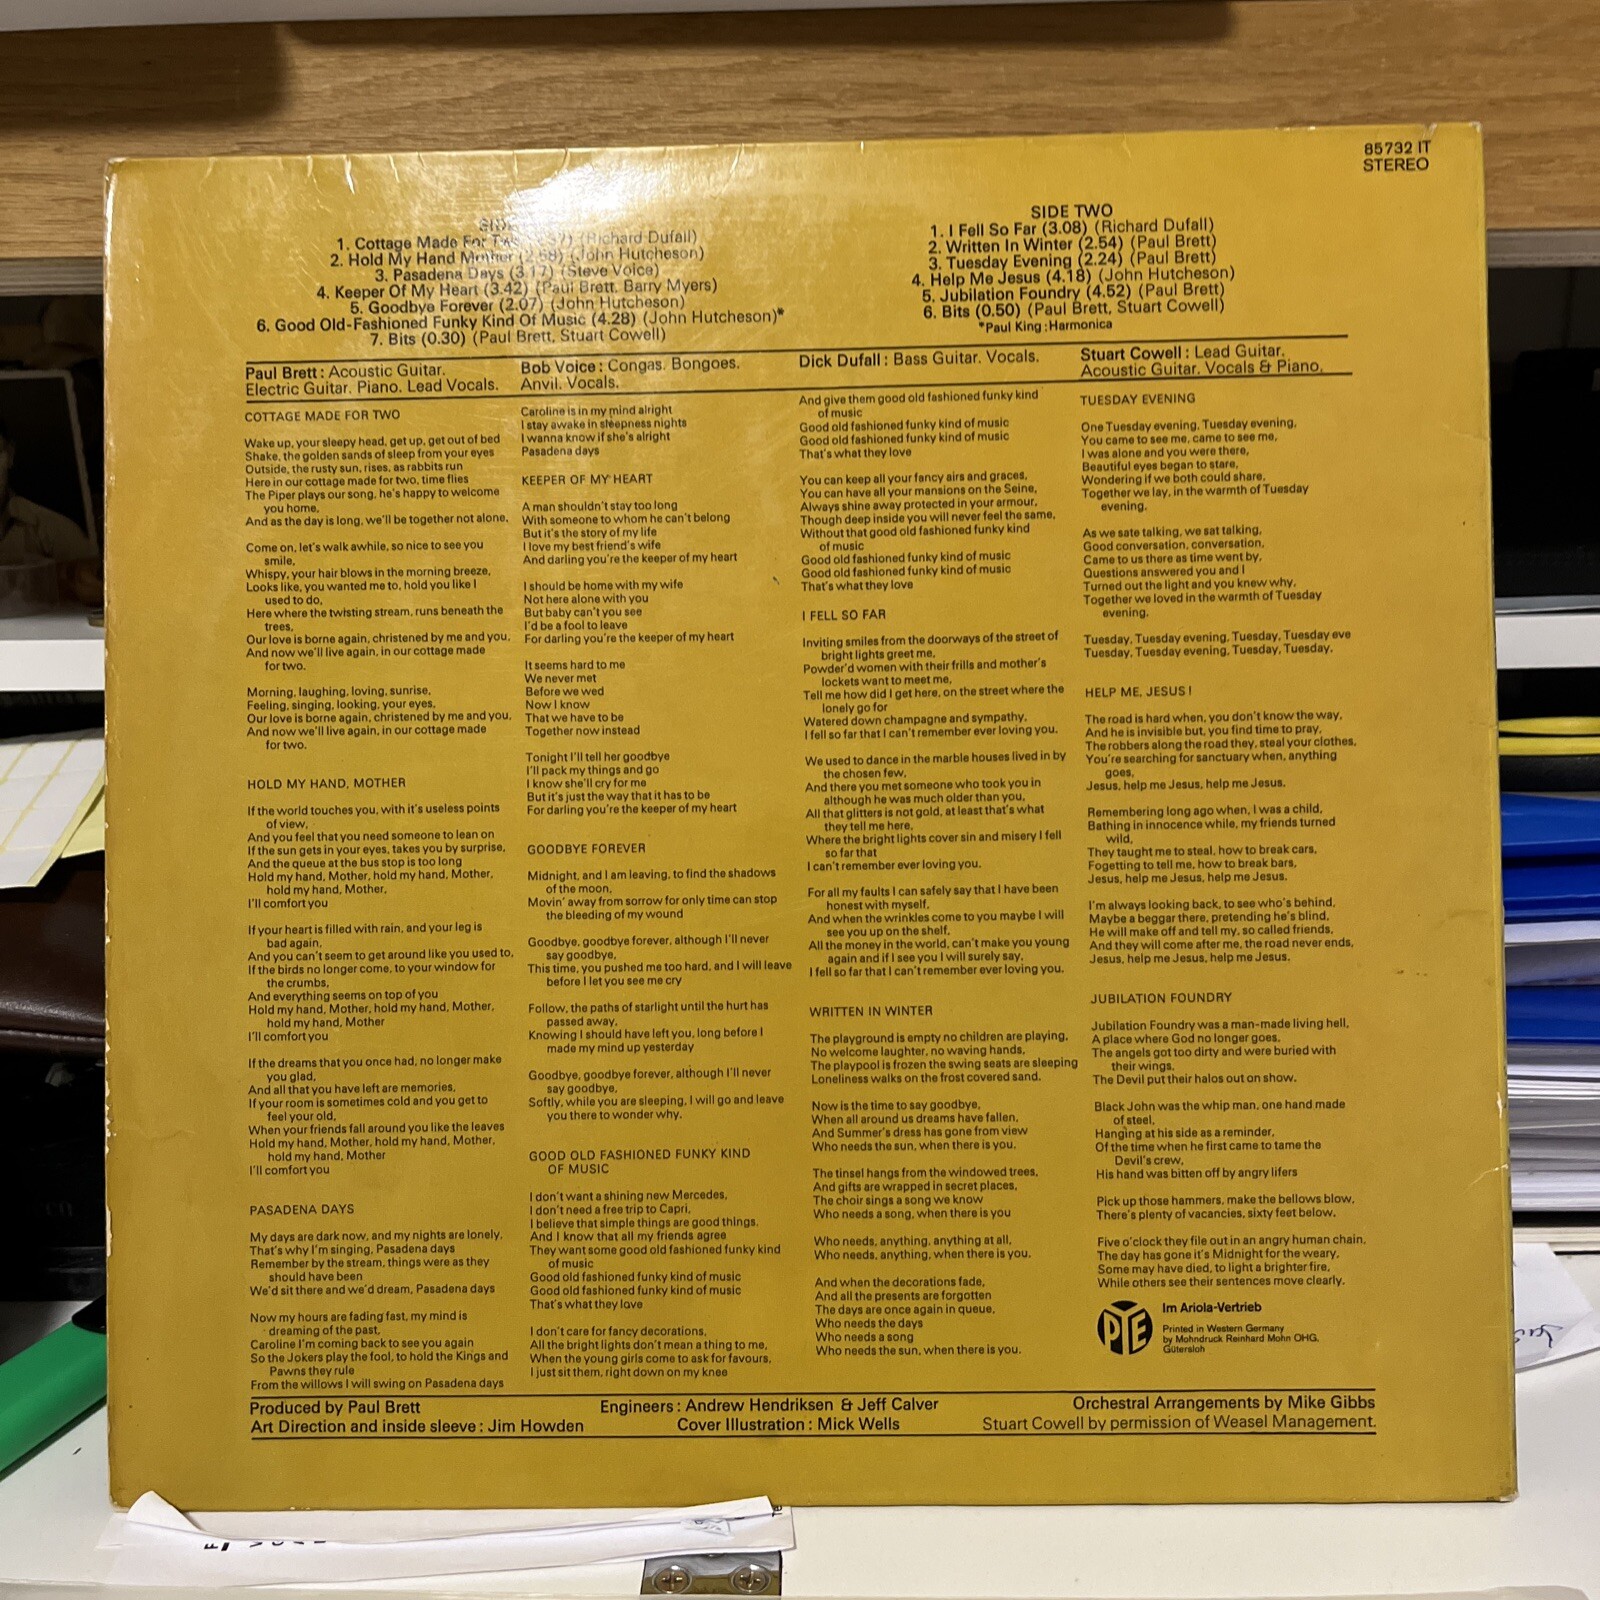 85732 IT
STEREO
1. Cottage Made For (Richard Dufall)
2. Hold My Hand Mother (2.58) (John Hutcheson)
3. Pasadena Days (3.17) (Steve Voice)
4. Keeper Of My Heart (3.42) (Paul Brett. Barry Myers)
5. Goodbye Forever (2.07) (John Hutcheson)
6. Good Old-Fashioned Funky Kind Of Music (4.28) (John Hutcheson)*
7. Bits (0.30) (Paul Brett, Stuart Cowell)
SIDE TWO
1. I Fell So Far (3.08) (Richard Dufall)
2. Written In Winter (2.54) (Paul Brett)
3. Tuesday Evening (2.24) (Paul Brett)
4. Help Me Jesus (4.18) (John Hutcheson)
5. Jubilation Foundry (4.52) (Paul Brett)
6. Bits (0.50) (Paul Brett, Stuart Cowell)
*Paul King : Harmonica
Paul Brett : Acoustic Guitar.
Electric Guitar. Piano. Lead Vocals.
Bob Voice : Congas. Bongoes.
Anvil. Vocals.
Dick Dufall : Bass Guitar. Vocals.
Stuart Cowell : Lead Guitar.
Acoustic Guitar. Vocals & Piano.
COTTAGE MADE FOR TWO
Wake up, your sleepy head, get up, get out of bed
Shake, the golden sands of sleep from your eyes
Outside, the rusty sun, rises, as rabbits run
Here in our cottage made for two, time flies
The Piper plays our song, he's happy to welcome
you home,
And as the day is long, we'll be together not alone.
Come on, let's walk awhile, so nice to see you
smile,
Whispy, your hair blows in the morning breeze,
Looks like, you wanted me to, hold you like I
used to do,
Here where the twisting stream, runs beneath the
trees,
Our love is borne again, christened by me and you,
And now we'll live again, in our cottage made
for two.
Morning, laughing, loving, sunrise,
Feeling, singing, looking, your eyes,
Our love is borne again, christened by me and you,
And now we'll live again, in our cottage made
for two.
HOLD MY HAND, MOTHER
If the world touches you, with it's useless points
of view,
And you feel that you need someone to lean on
If the sun gets in your eyes, takes you by surprise,
And the queue at the bus stop is too long
Hold my hand, Mother, hold my hand, Mother,
hold my hand, Mother,
I'll comfort you
If your heart is filled with rain, and your leg is
bad again,
And you can't seem to get around like you used to,
If the birds no longer come, to your window for
the crumbs,
And everything seems on top of you
Hold my hand, Mother, hold my hand, Mother,
hold my hand, Mother
I'll comfort you
If the dreams that you once had, no longer make
you glad,
And all that you have left are memories,
If your room is sometimes cold and you get to
feel your old,
When your friends fall around you like the leaves
Hold my hand, Mother, hold my hand, Mother,
hold my hand, Mother
I'll comfort you
PASADENA DAYS
My days are dark now, and my nights are lonely,
That's why I'm singing, Pasadena days
Remember by the stream, things were as they
should have been
We'd sit there and we'd dream, Pasadena days
Now my hours are fading fast, my mind is
dreaming of the past,
Caroline I'm coming back to see you again
So the Jokers play the fool, to hold the Kings and
Pawns they rule
From the willows I will swing on Pasadena days
Caroline is in my mind alright
I stay awake in sleepness nights
I wanna know if she's alright
Pasadena days
KEEPER OF MY HEART
A man shouldn't stay too long
With someone to whom he can't belong
But it's the story of my life
I love my best friend's wife
And darling you're the keeper of my heart
I should be home with my wife
Not here alone with you
But baby can't you see
I'd be a fool to leave
For darling you're the keeper of my heart
It seems hard to me
We never met
Before we wed
Now I know
That we have to be
Together now instead
Tonight I'll tell her goodbye
I'll pack my things and go
I know she'll cry for me
But it's just the way that it has to be
For darling you're the keeper of my heart
GOODBYE FOREVER
Midnight, and I am leaving, to find the shadows
of the moon,
Movin' away from sorrow for only time can stop
the bleeding of my wound
Goodbye, goodbye forever, although I'll never
say goodbye,
This time, you pushed me too hard, and I will leave
before I let you see me cry
Follow, the paths of starlight until the hurt has
passed away,
Knowing I should have left you, long before I
made my mind up yesterday
Goodbye, goodbye forever, although I'll never
say goodbye,
Softly, while you are sleeping, I will go and leave
you there to wonder why.
GOOD OLD FASHIONED FUNKY KIND
OF MUSIC
I don't want a shining new Mercedes,
I don't need a free trip to Capri,
I believe that simple things are good things,
And I know that all my friends agree
They want some good old fashioned funky kind
of music
Good old fashioned funky kind of music
Good old fashioned funky kind of music
That's what they love
I don't care for fancy decorations,
All the bright lights don't mean a thing to me,
When the young girls come to ask for favours,
I just sit them, right down on my knee
And give them good old fashioned funky kind
of music
Good old fashioned funky kind of music
Good old fashioned funky kind of music
That's what they love
You can keep all your fancy airs and graces,
You can have all your mansions on the Seine,
Always shine away protected in your armour,
Though deep inside you will never feel the same,
Without that good old fashioned funky kind
of music
Good old fashioned funky kind of music
Good old fashioned funky kind of music
That's what they love
I FELL SO FAR
Inviting smiles from the doorways of the street of
bright lights greet me,
Powder'd women with their frills and mother's
lockets want to meet me,
Tell me how did I get here, on the street where the
lonely go for
Watered down champagne and sympathy,
I fell so far that I can't remember ever loving you.
We used to dance in the marble houses lived in by
the chosen few,
And there you met someone who took you in
although he was much older than you,
All that glitters is not gold, at least that's what
they tell me here,
Where the bright lights cover sin and misery I fell
so far that
I can't remember ever loving you.
For all my faults I can safely say that I have been
honest with myself,
And when the wrinkles come to you maybe I will
see you up on the shelf,
All the money in the world, can't make you young
again and if I see you I will surely say,
I fell so far that I can't remember ever loving you.
WRITTEN IN WINTER
The playground is empty no children are playing,
No welcome laughter, no waving hands,
The playpool is frozen the swing seats are sleeping
Loneliness walks on the frost covered sand.
Now is the time to say goodbye,
When all around us dreams have fallen,
And Summer's dress has gone from view
Who needs the sun, when there is you.
The tinsel hangs from the windowed trees,
And gifts are wrapped in secret places,
The choir sings a song we know
Who needs a song, when there is you
Who needs, anything, anything at all,
Who needs, anything, when there is you.
And when the decorations fade,
And all the presents are forgotten
The days are once again in queue,
Who needs the days
Who needs a song
Who needs the sun, when there is you.
TUESDAY EVENING
One Tuesday evening, Tuesday evening,
You came to see me, came to see me,
I was alone and you were there,
Beautiful eyes began to stare,
Wondering if we both could share,
Together we lay, in the warmth of Tuesday
evening.
As we sate talking, we sat talking,
Good conversation, conversation,
Came to us there as time went by,
Questions answered you and I
Turned out the light and you knew why,
Together we loved in the warmth of Tuesday
evening.
Tuesday, Tuesday evening, Tuesday, Tuesday eve
Tuesday, Tuesday evening, Tuesday, Tuesday.
HELP ME, JESUS!
The road is hard when, you don't know the way,
And he is invisible but, you find time to pray,
The robbers along the road they, steal your clothes,
You're searching for sanctuary when, anything
goes,
Jesus, help me Jesus, help me Jesus.
Remembering long ago when, I was a child,
Bathing in innocence while, my friends turned
wild,
They taught me to steal, how to break cars,
Fogetting to tell me, how to break bars,
Jesus, help me Jesus, help me Jesus.
I'm always looking back, to see who's behind,
Maybe a beggar there, pretending he's blind,
He will make off and tell my, so called friends,
And they will come after me, the road never ends,
Jesus, help me Jesus, help me Jesus.
JUBILATION FOUNDRY
Jubilation Foundry was a man-made living hell,
A place where God no longer goes,
The angels got too dirty and were buried with
their wings,
The Devil put their halos out on show.
Black John was the whip man, one hand made
of steel,
Hanging at his side as a reminder,
Of the time when he first came to tame the
Devil's crew,
His hand was bitten off by angry lifers
Pick up those hammers, make the bellows blow,
There's plenty of vacancies, sixty feet below,
Five o'clock they file out in an angry human chain,
The day has gone it's Midnight for the weary,
Some may have died, to light a brighter fire,
While others see their sentences move clearly.
PYE
Im Ariola-Vertrieb
Printed in Western Germany
by Mohndruck Reinhard Mohn OHG,
Gütersloh
Produced by Paul Brett
Art Direction and inside sleeve : Jim Howden
Engineers : Andrew Hendriksen & Jeff Calver
Cover Illustration : Mick Wells
Orchestral Arrangements by Mike Gibbs
Stuart Cowell by permission of Weasel Management.